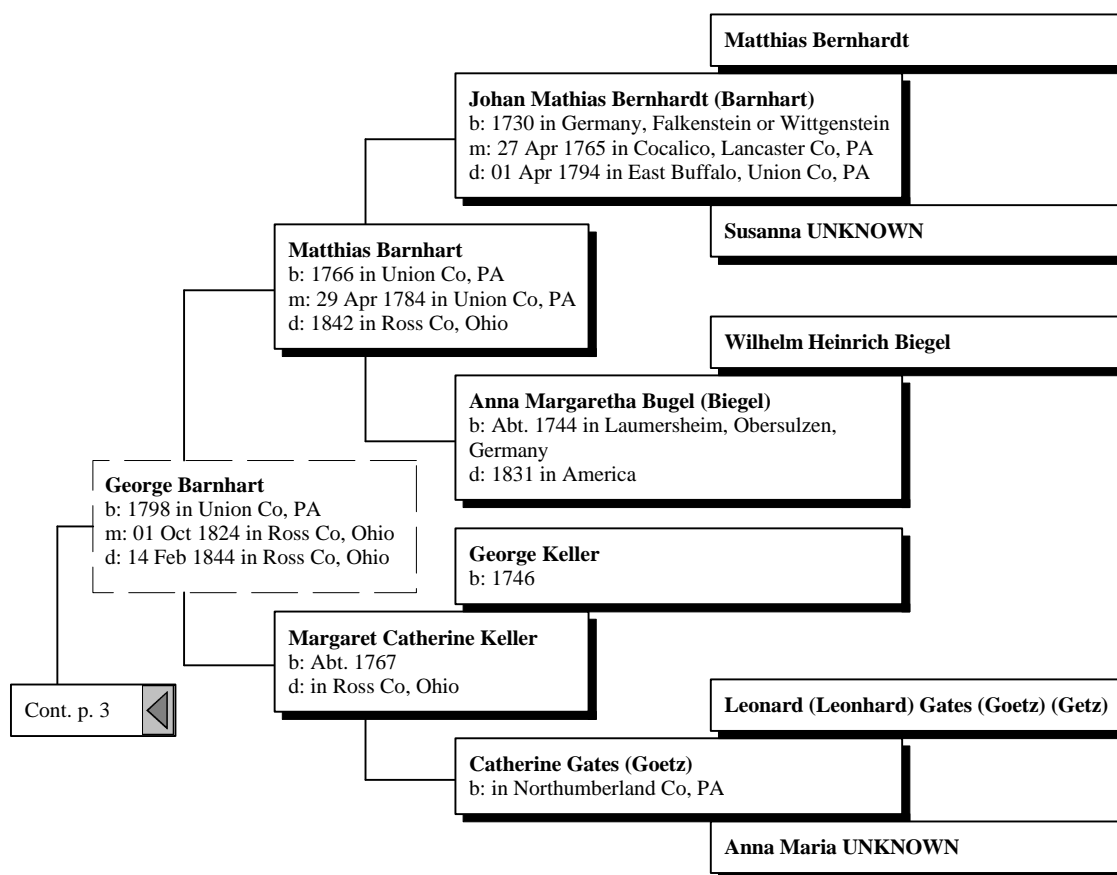 Matthias Bernhardt
Johan Mathias Bernhardt (Barnhart)
b: 1730 in Germany, Falkenstein or Wittgenstein
m: 27 Apr 1765 in Cocalico, Lancaster Co, PA
d: 01 Apr 1794 in East Buffalo, Union Co, PA
Susanna UNKNOWN
Matthias Barnhart
b: 1766 in Union Co, PA
m: 29 Apr 1784 in Union Co, PA
d: 1842 in Ross Co, Ohio
Wilhelm Heinrich Biegel
Anna Margaretha Bugel (Biegel)
b: Abt. 1744 in Laumersheim, Obersulzen,
Germany
d: 1831 in America
George Barnhart
b: 1798 in Union Co, PA
m: 01 Oct 1824 in Ross Co, Ohio
d: 14 Feb 1844 in Ross Co, Ohio
George Keller
b: 1746
Margaret Catherine Keller
b: Abt. 1767
d: in Ross Co, Ohio
Cont. p. 3
Leonard (Leonhard) Gates (Goetz) (Getz)
Catherine Gates (Goetz)
b: in Northumberland Co, PA
Anna Maria UNKNOWN